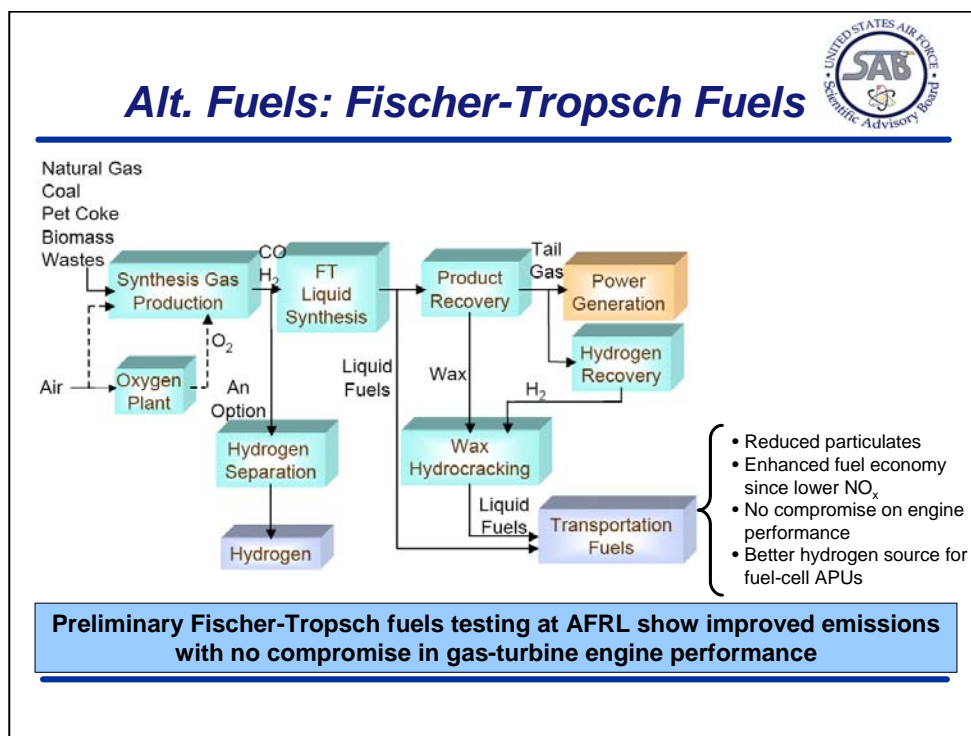 Alt. Fuels: Fischer-Tropsch Fuels
UNITED STATES AIR FORCE
SAB
Scientific Advisory Board
Natural Gas
Coal
Pet Coke
Biomass
Wastes
Synthesis Gas
Production
CO
H2
FT
Liquid
Synthesis
Product
Recovery
Tail
Gas
Power
Generation
Air
Oxygen
Plant
O2
An
Option
Liquid
Fuels
Wax
H2
Hydrogen
Recovery
Hydrogen
Separation
Wax
Hydrocracking
Hydrogen
Liquid
Fuels
Transportation
Fuels
• Reduced particulates
• Enhanced fuel economy
since lower NOx
• No compromise on engine
performance
• Better hydrogen source for
fuel-cell APUs
Preliminary Fischer-Tropsch fuels testing at AFRL show improved emissions
with no compromise in gas-turbine engine performance